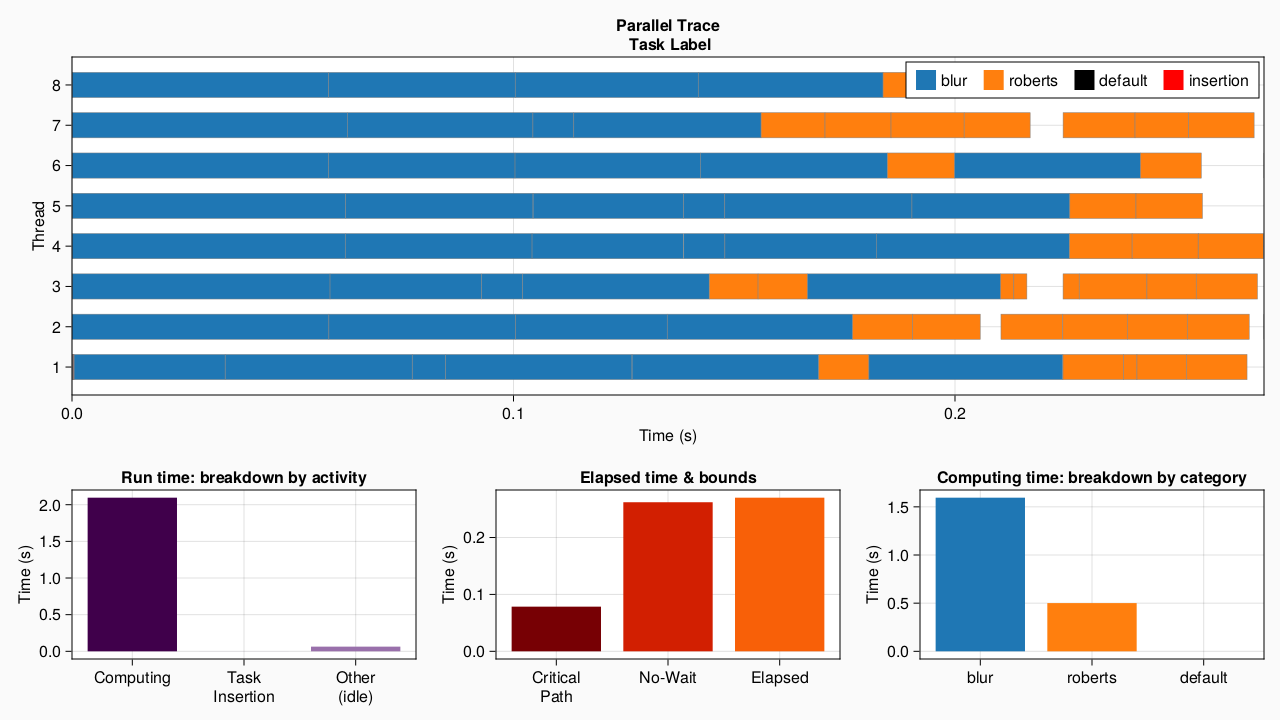 Parallel Trace
Task Label
blur roberts default insertion
Thread
8
7
6
5
4
3
2
1
0.0 0.1 0.2
Time (s)
Run time: breakdown by activity
Time (s)
2.0
1.5
1.0
0.5
0.0
Computing Task Insertion Other (idle)
Elapsed time & bounds
Time (s)
0.2
0.1
0.0
Critical Path No-Wait Elapsed
Computing time: breakdown by category
Time (s)
1.5
1.0
0.5
0.0
blur roberts default